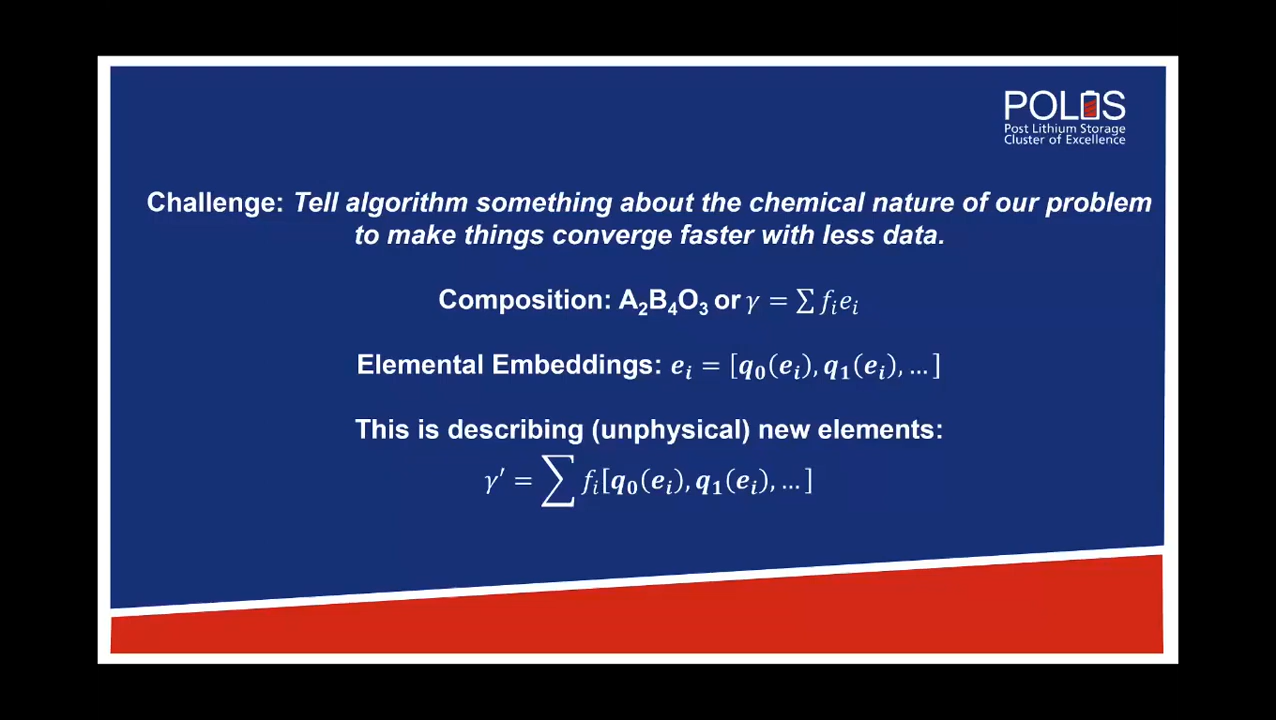 POLiS
Post Lithium Storage
Cluster of Excellence
Challenge: Tell algorithm something about the chemical nature of our problem
to make things converge faster with less data.
Composition: A₂B₄O₃ or γ = ∑ fᵢeᵢ
Elemental Embeddings: eᵢ = [q₀(eᵢ), q₁(eᵢ), … ]
This is describing (unphysical) new elements:
γ′ = ∑ fᵢ[q₀(eᵢ), q₁(eᵢ), … ]